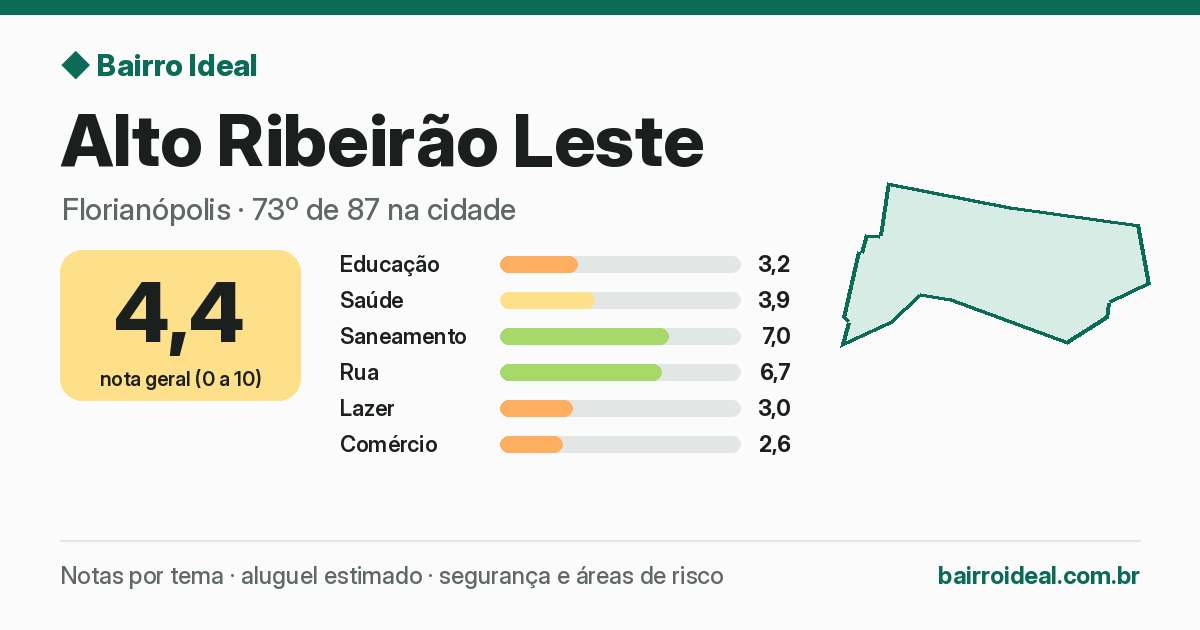 Bairro Ideal
Alto Ribeirão Leste
Florianópolis · 73º de 87 na cidade
4,4
nota geral (0 a 10)
Educação 3,2
Saúde 3,9
Saneamento 7,0
Rua 6,7
Lazer 3,0
Comércio 2,6
Notas por tema · aluguel estimado · segurança e áreas de risco
bairroideal.com.br